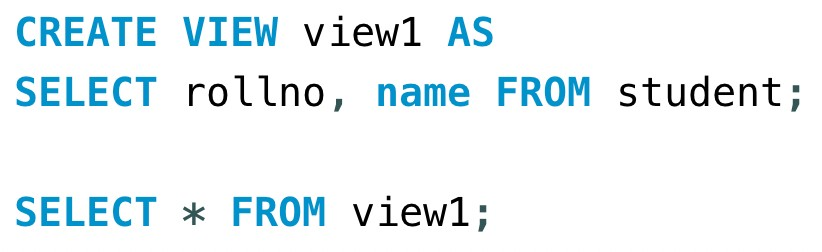 CREATE VIEW view1 AS
SELECT rollno, name FROM student;
SELECT * FROM view1;